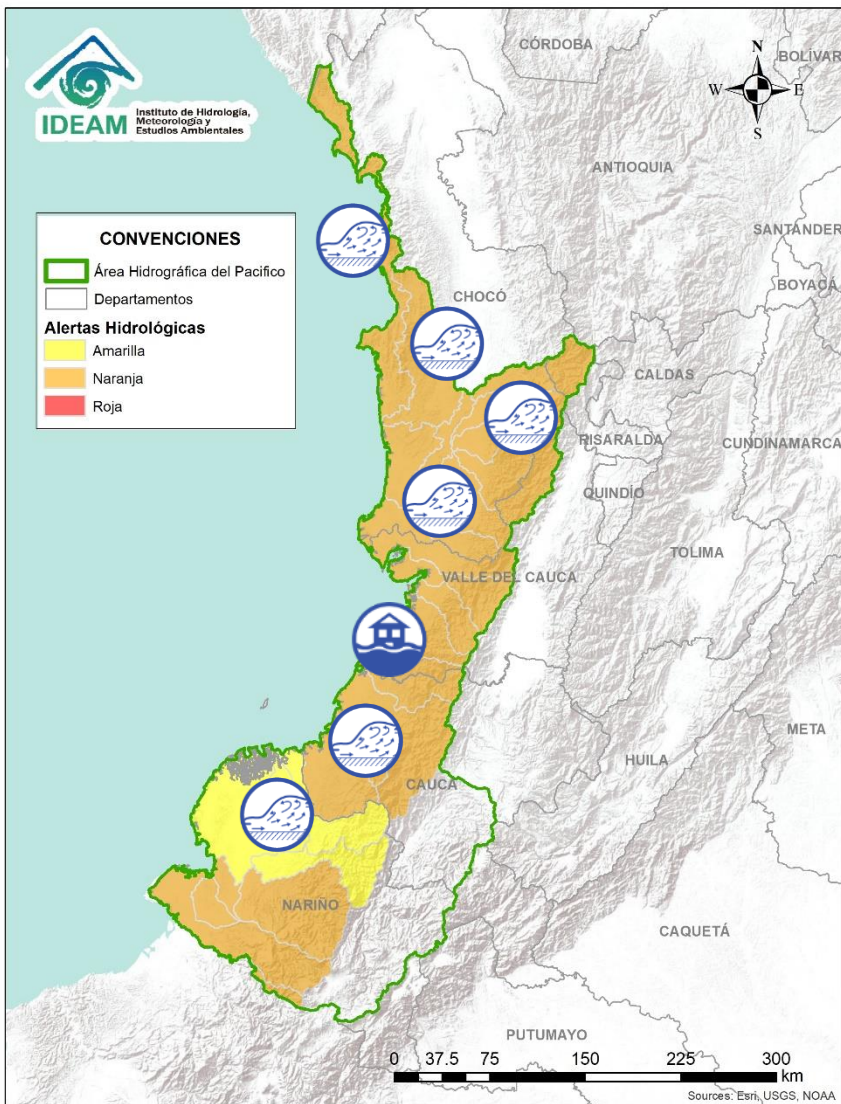 IDEAM
Instituto de Hidrología,
Meteorología y
Estudios Ambientales
N
W
E
S
CÓRDOBA
BOLÍVAR
ANTIOQUIA
SANTANDER
BOYACÁ
CONVENCIONES
Área Hidrográfica del Pacifico
Departamentos
Alertas Hidrológicas
Amarilla
Naranja
Roja
CHOCÓ
CALDAS
RISARALDA
CUNDINAMARCA
QUINDÍO
TOLIMA
VALLE DEL CAUCA
META
HUILA
CAUCA
NARIÑO
CAQUETÁ
PUTUMAYO
0 37.5 75 150 225 300
km
Sources: Esri, USGS, NOAA